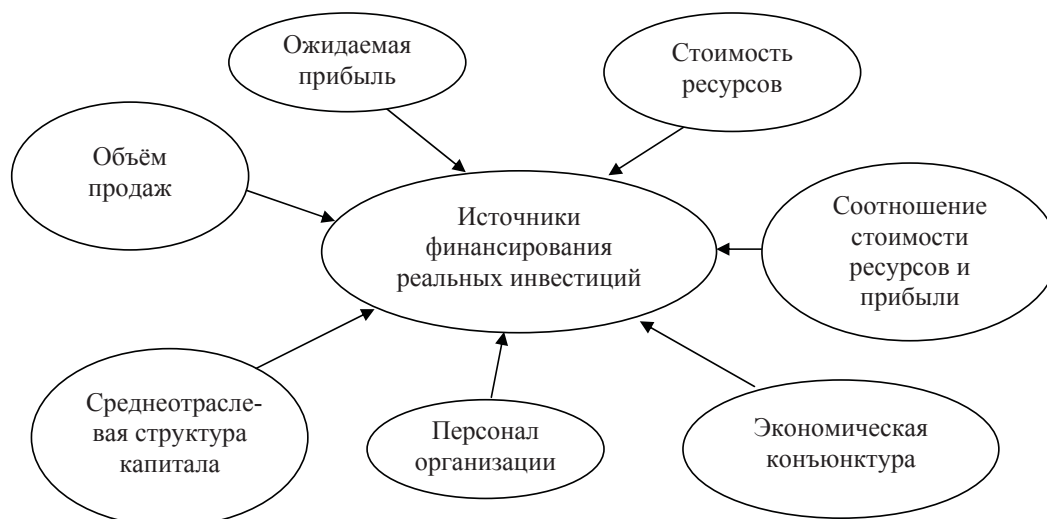 Ожидаемая
прибыль
Стоимость
ресурсов
Объём
продаж
Источники
финансирования
реальных инвестиций
Соотношение
стоимости
ресурсов и
прибыли
Среднеотрасле-
вая структура
капитала
Персонал
организации
Экономическая
конъюнктура